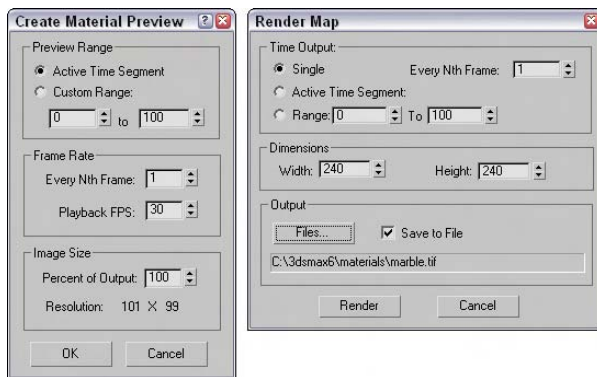 Create Material Preview
Preview Range
Active Time Segment
Custom Range:
0 to 100
Frame Rate
Every Nth Frame: 1
Playback FPS: 30
Image Size
Percent of Output: 100
Resolution: 101 X 99
OK Cancel
Render Map
Time Output:
Single Every Nth Frame: 1
Active Time Segment:
Range: 0 To 100
Dimensions
Width: 240 Height: 240
Output
Files... Save to File
C:\3dsmax6\materials\marble.tif
Render Cancel